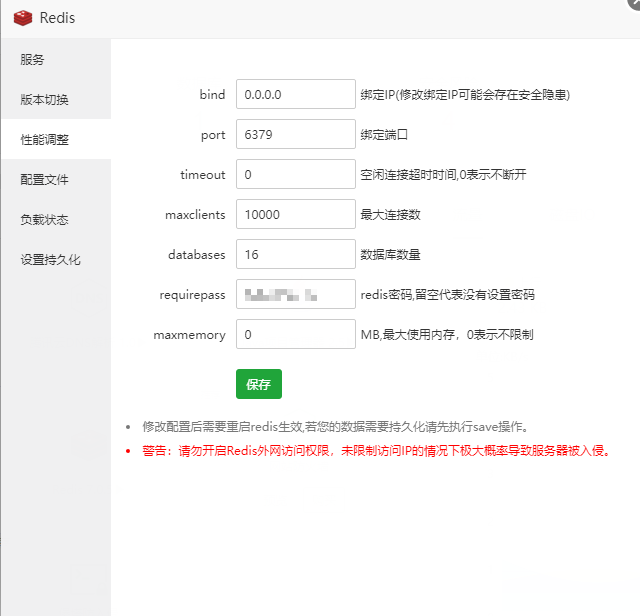 Redis
服务
版本切换
性能调整
配置文件
负载状态
设置持久化
bind 0.0.0.0 绑定IP(修改绑定IP可能会存在安全隐患)
port 6379 绑定端口
timeout 0 空闲连接超时时间,0表示不断开
maxclients 10000 最大连接数
databases 16 数据库数量
requirepass redis密码,留空代表没有设置密码
maxmemory 0 MB,最大使用内存，0表示不限制
保存
• 修改配置后需要重启redis生效,若您的数据需要持久化请先执行save操作。
• 警告：请勿开启Redis外网访问权限，未限制访问IP的情况下极大概率导致服务器被入侵。